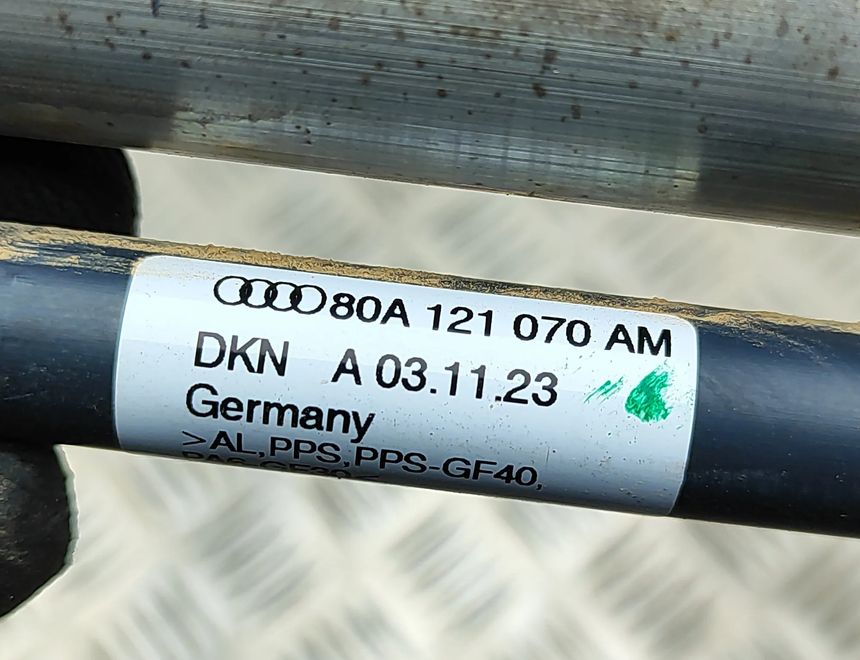 80A 121 070 AM
DKN A 03.11.23
Germany
>AL,PPS,PPS-GF40,